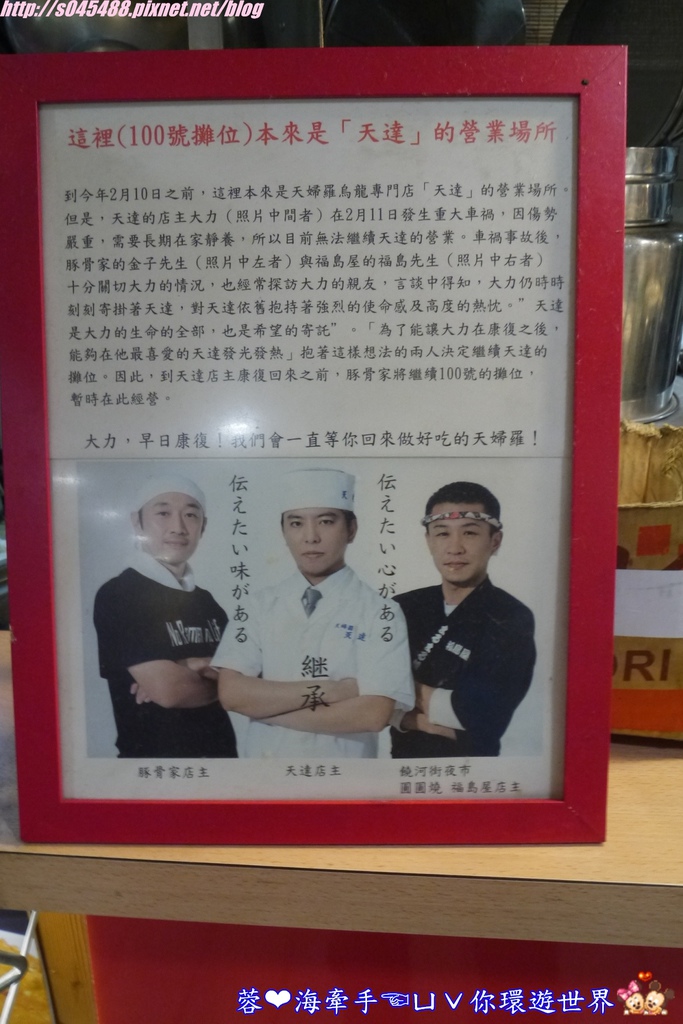 http://s045488.pixnet.net/blog
這裡(100號攤位)本來是「天達」的營業場所
到今年2月10日之前，這裡本來是天婦羅烏龍專門店「天達」的營業場所。
但是，天達的店主大力（照片中間者）在2月11日發生重大車禍，因傷勢
嚴重，需要長期在家靜養，所以目前無法繼續天達的營業。車禍事故後，
豚骨家的金子先生（照片中左者）與福島屋的福島先生（照片中右者）
十分關切大力的情況，也經常探訪大力的親友，言談中得知，大力仍時時
刻刻寄掛著天達，對天達依舊抱持著強烈的使命感及高度的熱忱。”天達
是大力的生命的全部，也是希望的寄託”。「為了能讓大力在康復之後，
能夠在他最喜愛的天達發光發熱」抱著這樣想法的兩人決定繼續天達的
攤位。因此，到天達店主康復回來之前，豚骨家將繼續100號的攤位，
暫時在此經營。
大力，早日康復！我們會一直等你回來做好吃的天婦羅！
伝えたい味がある
継承
伝えたい心がある
天達
豚骨家店主
天達店主
饒河街夜市
圓圓燒 福島屋店主
ORI
蓉❤海牽手☜ㄩㄥ你環遊世界